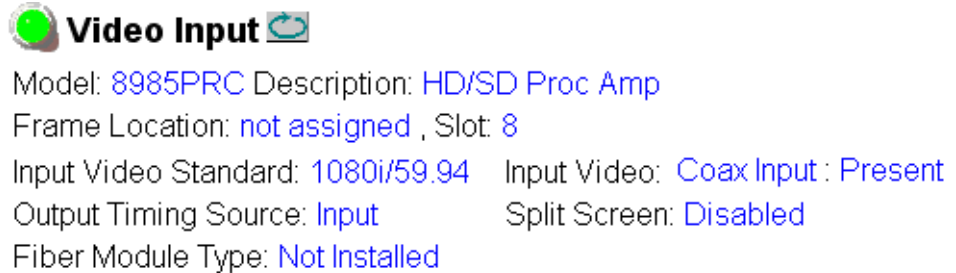 Video Input
Model: 8985PRC Description: HD/SD Proc Amp
Frame Location: not assigned , Slot: 8
Input Video Standard: 1080i/59.94 Input Video: Coax Input : Present
Output Timing Source: Input Split Screen: Disabled
Fiber Module Type: Not Installed